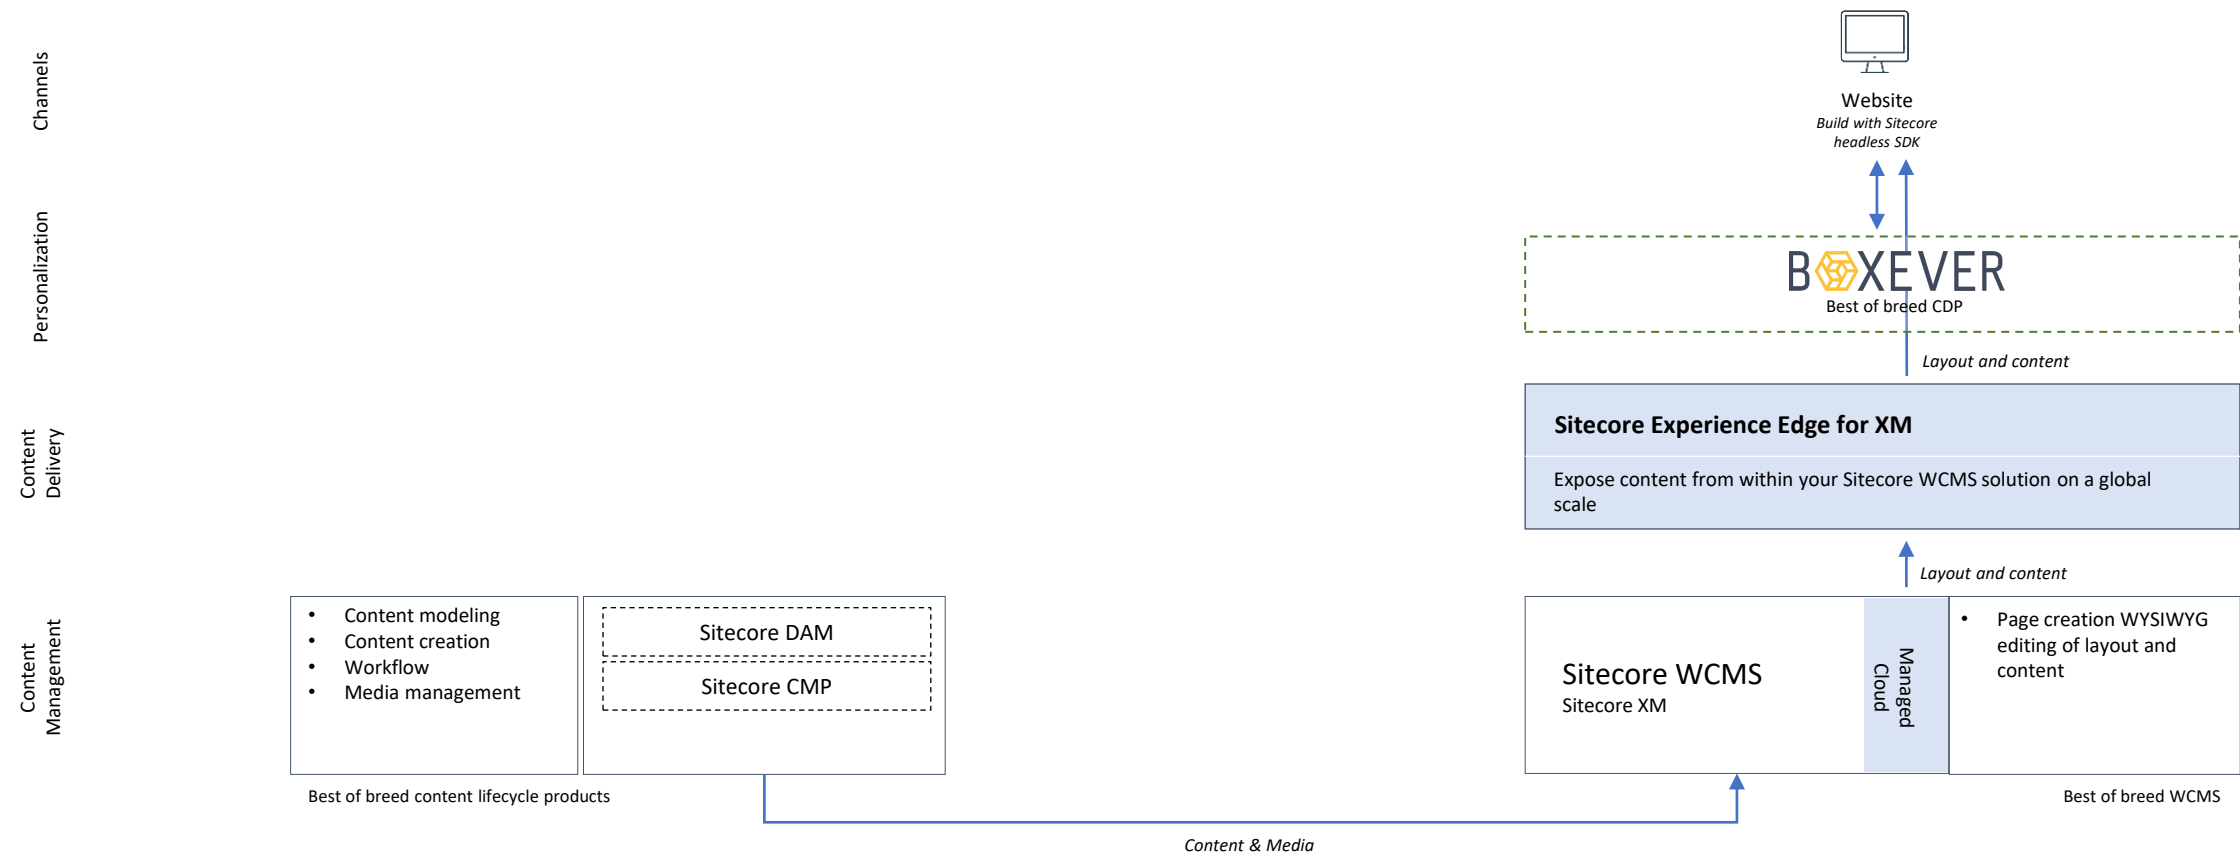 Channels
Website
Build with Sitecore
headless SDK
Personalization
BOXEVER
Best of breed CDP
Layout and content
Content
Delivery
Sitecore Experience Edge for XM
Expose content from within your Sitecore WCMS solution on a global
scale
Layout and content
Content
Management
• Content modeling
• Content creation
• Workflow
• Media management
Sitecore DAM
Sitecore CMP
Sitecore WCMS
Sitecore XM
Managed
Cloud
• Page creation WYSIWYG
editing of layout and
content
Best of breed content lifecycle products
Best of breed WCMS
Content & Media